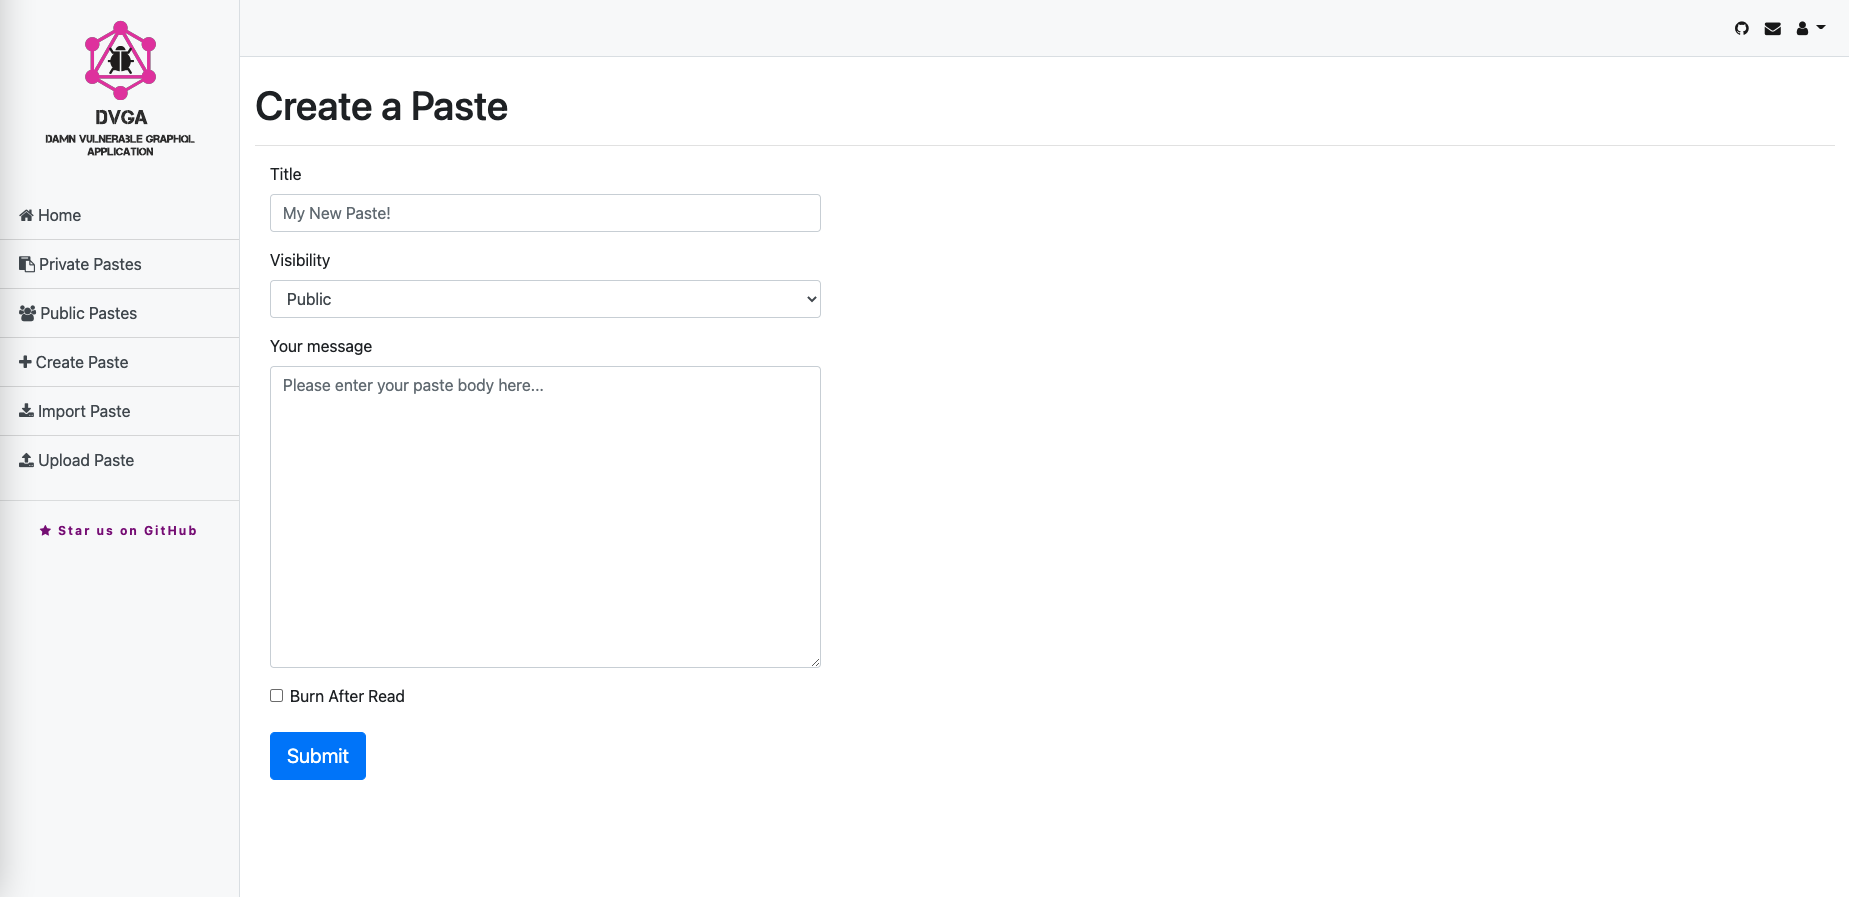 DVGA
DAMN VULNERABLE GRAPHQL
APPLICATION
Home
Private Pastes
Public Pastes
Create Paste
Import Paste
Upload Paste
Star us on GitHub
Create a Paste
Title
My New Paste!
Visibility
Public
Your message
Please enter your paste body here...
Burn After Read
Submit